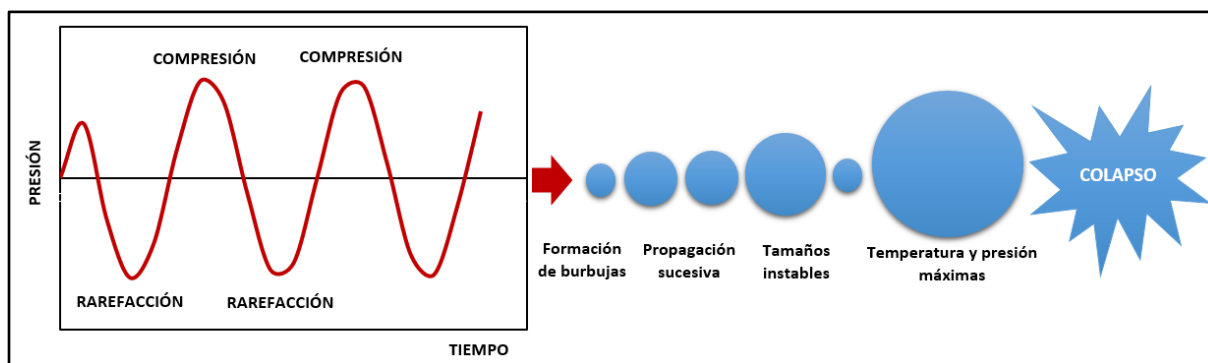 COMPRESIÓN
COMPRESIÓN
PRESIÓN
RAREFACCIÓN
RAREFACCIÓN
TIEMPO
Formación
de burbujas
Propagación
sucesiva
Tamaños
instables
Temperatura y presión
máximas
COLAPSO